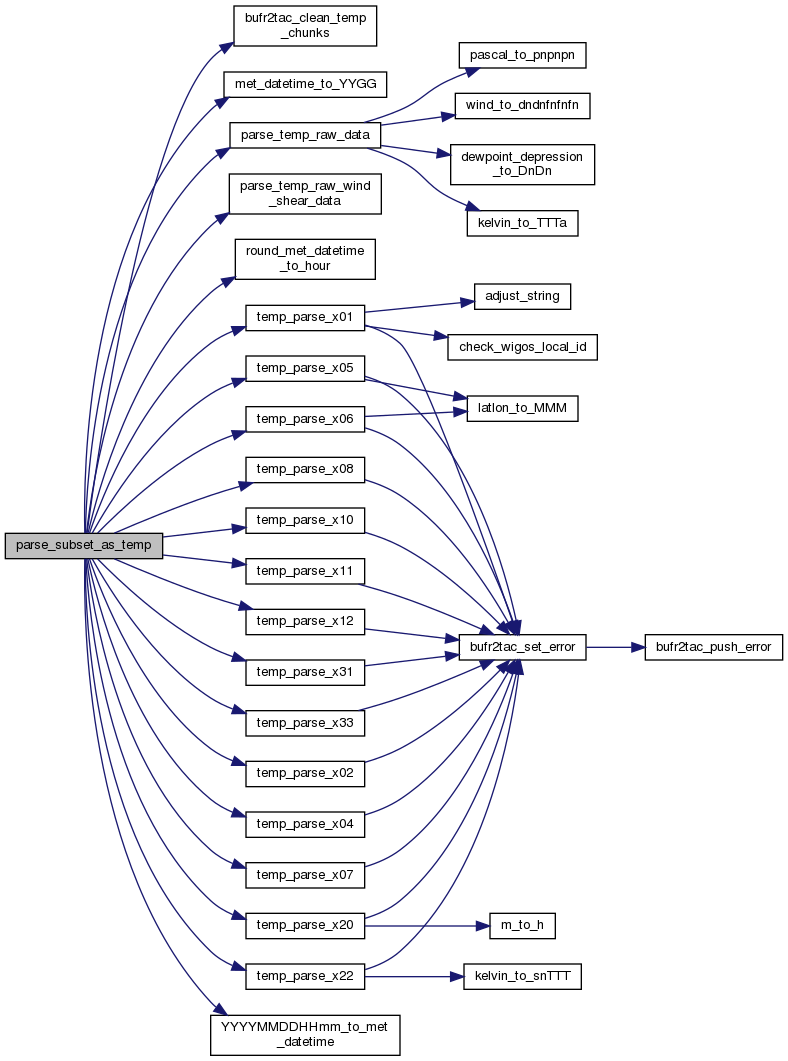 bufr2tac_clean_temp
_chunks
met_datetime_to_YYGG
parse_temp_raw_data
parse_temp_raw_wind
_shear_data
round_met_datetime
_to_hour
temp_parse_x01
temp_parse_x05
temp_parse_x06
temp_parse_x08
temp_parse_x10
temp_parse_x11
temp_parse_x12
temp_parse_x31
temp_parse_x33
temp_parse_x02
temp_parse_x04
temp_parse_x07
temp_parse_x20
temp_parse_x22
YYYYMMDDHHmm_to_met
_datetime
parse_subset_as_temp
pascal_to_pnpnpn
wind_to_dndnfnfnfn
dewpoint_depression
_to_DnDn
kelvin_to_TTTa
adjust_string
check_wigos_local_id
latlon_to_MMM
bufr2tac_set_error
bufr2tac_push_error
m_to_h
kelvin_to_snTTT